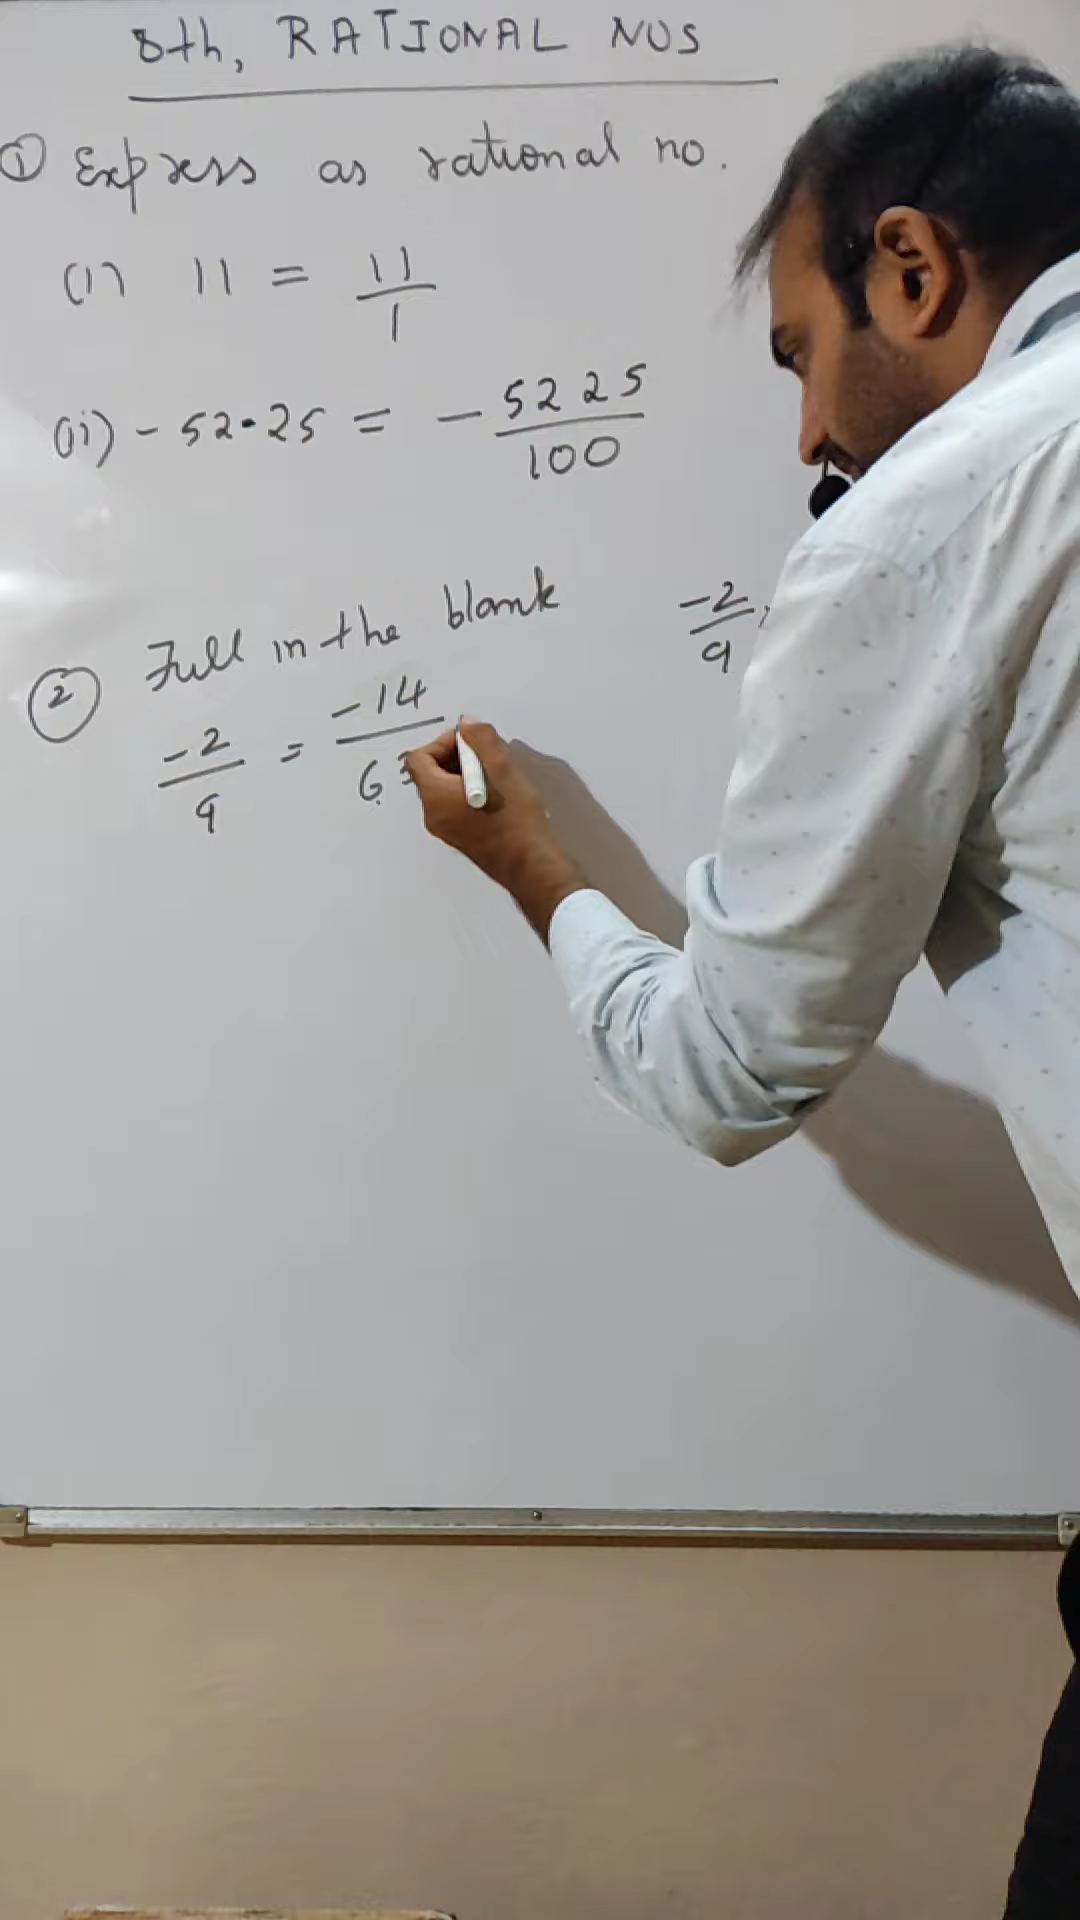 8th, RATIONAL NOS
① Express as rational no.
(i) 11 = 11/1
(ii) - 52.25 = - 5225/100
② Fill in the blank
-2/9
-2/9 = -14/63